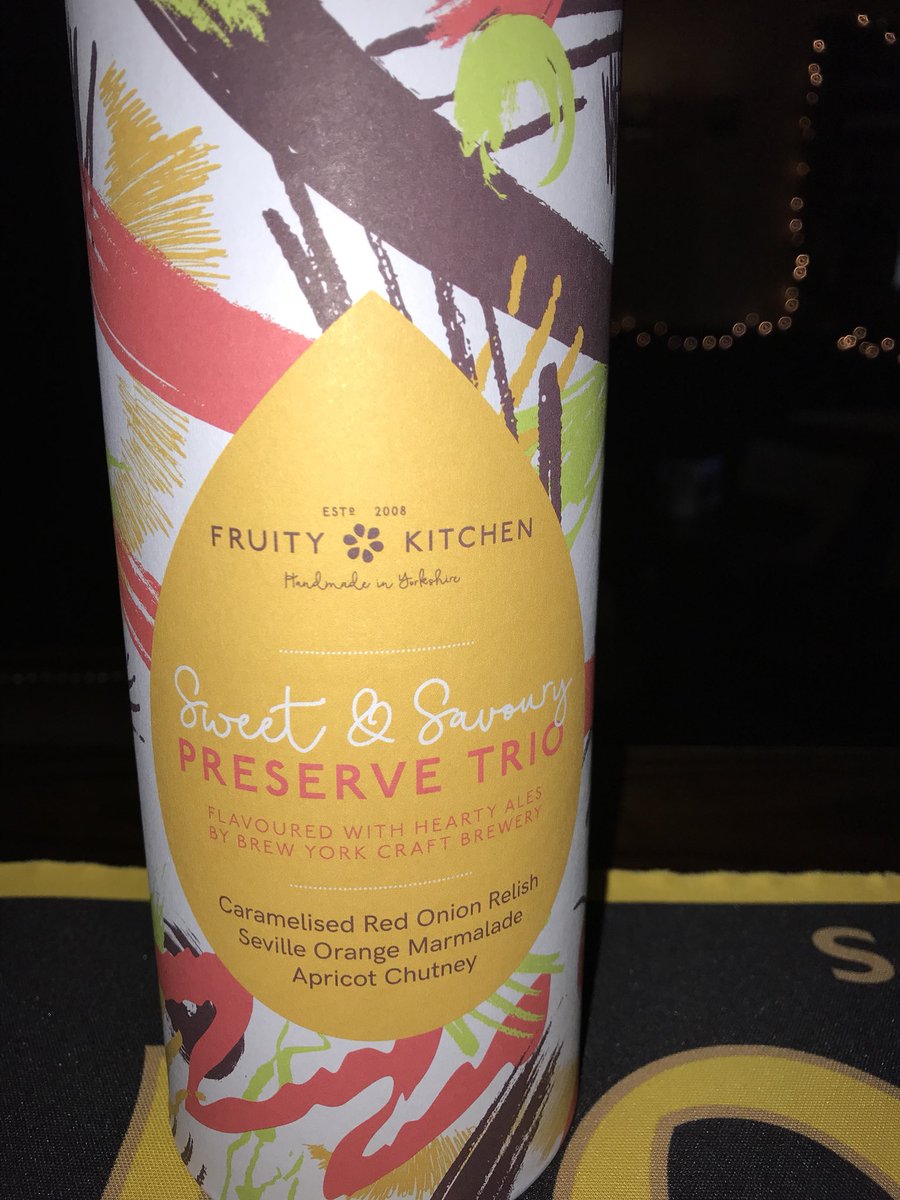 ESTD 2008
FRUITY KITCHEN
Handmade in Yorkshire
Sweet & Savoury
PRESERVE TRIO
FLAVOURED WITH HEARTY ALES
BY BREW YORK CRAFT BREWERY
Caramelised Red Onion Relish
Seville Orange Marmalade
Apricot Chutney
S